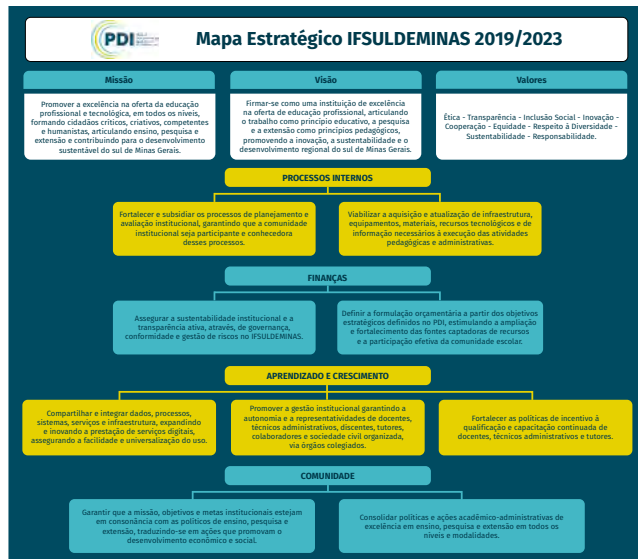 PDI
Mapa Estratégico IFSULDEMINAS 2019/2023
Missão
Promover a excelência na oferta da educação
profissional e tecnológica, em todos os níveis,
formando cidadãos críticos, criativos, competentes
e humanistas, articulando ensino, pesquisa e
extensão e contribuindo para o desenvolvimento
sustentável do sul de Minas Gerais.
Visão
Firmar-se como uma instituição de excelência
na oferta de educação profissional, articulando
o trabalho como princípio educativo, a pesquisa
e a extensão como princípios pedagógicos,
promovendo a inovação, a sustentabilidade e o
desenvolvimento regional do sul de Minas Gerais.
Valores
Ética - Transparência - Inclusão Social - Inovação -
Cooperação - Equidade - Respeito à Diversidade -
Sustentabilidade - Responsabilidade.
PROCESSOS INTERNOS
Fortalecer e subsidiar os processos de planejamento e
avaliação institucional, garantindo que a comunidade
institucional seja participante e conhecedora
desses processos.
Viabilizar a aquisição e atualização de infraestrutura,
equipamentos, materiais, recursos tecnológicos e de
informação necessários à execução das atividades
pedagógicas e administrativas.
FINANÇAS
Assegurar a sustentabilidade institucional e a
transparência ativa, através, de governança,
conformidade e gestão de riscos no IFSULDEMINAS.
Definir a formulação orçamentária a partir dos objetivos
estratégicos definidos no PDI, estimulando a ampliação
e fortalecimento das fontes captadoras de recursos
e a participação efetiva da comunidade escolar.
APRENDIZADO E CRESCIMENTO
Compartilhar e integrar dados, processos,
sistemas, serviços e infraestrutura, expandindo
e inovando a prestação de serviços digitais,
assegurando a facilidade e universalização do uso.
Promover a gestão institucional garantindo a
autonomia e a representatividades de docentes,
técnicos administrativos, discentes, tutores,
colaboradores e sociedade civil organizada,
via órgãos colegiados.
Fortalecer as políticas de incentivo à
qualificação e capacitação continuada de
docentes, técnicos administrativos e tutores.
COMUNIDADE
Garantir que a missão, objetivos e metas institucionais estejam
em consonância com as políticos de ensino, pesquisa e
extensão, traduzindo-se em ações que promovam o
desenvolvimento econômico e social.
Consolidar políticas e ações acadêmico-administrativas de
excelência em ensino, pesquisa e extensão em todos os
níveis e modalidades.